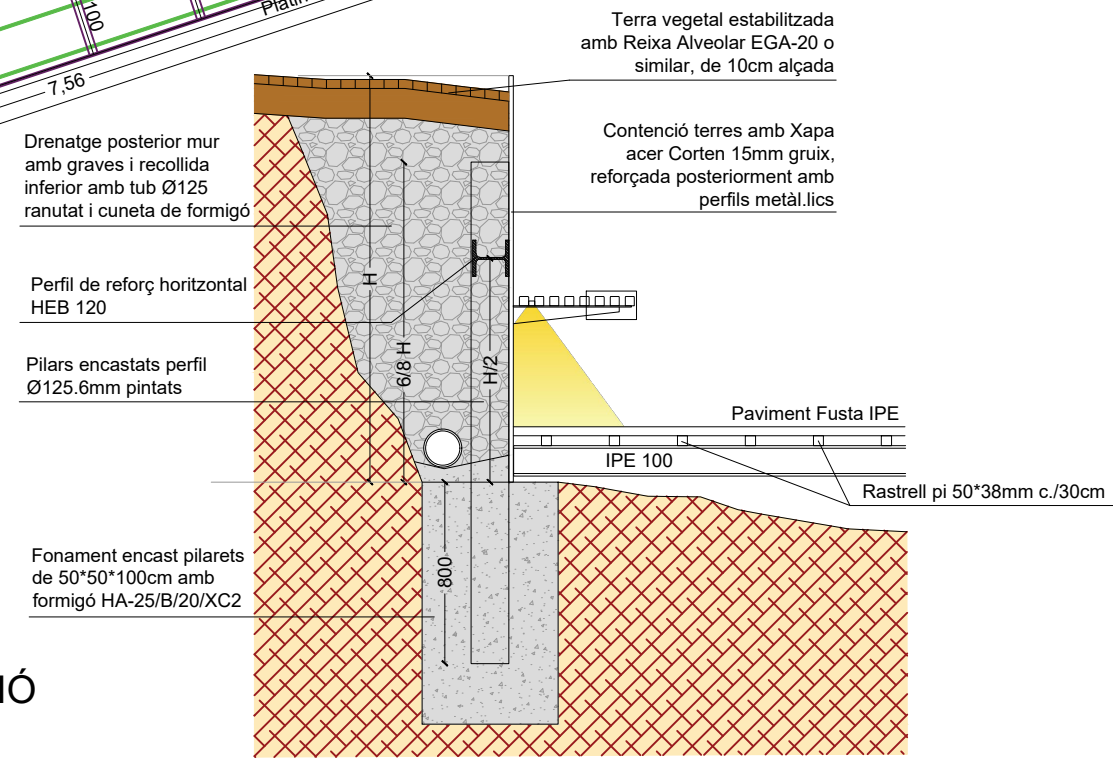 100
Platin
7,56
Terra vegetal estabilitzada
amb Reixa Alveolar EGA-20 o
similar, de 10cm alçada
Drenatge posterior mur
amb graves i recollida
inferior amb tub Ø125
ranutat i cuneta de formigó
Contenció terres amb Xapa
acer Corten 15mm gruix,
reforçada posteriorment amb
perfils metàl.lics
Perfil de reforç horitzontal
HEB 120
H
6/8 H
H/2
Pilars encastats perfil
Ø125.6mm pintats
Paviment Fusta IPE
IPE 100
Rastrell pi 50*38mm c./30cm
Fonament encast pilarets
de 50*50*100cm amb
formigó HA-25/B/20/XC2
800
IÓ